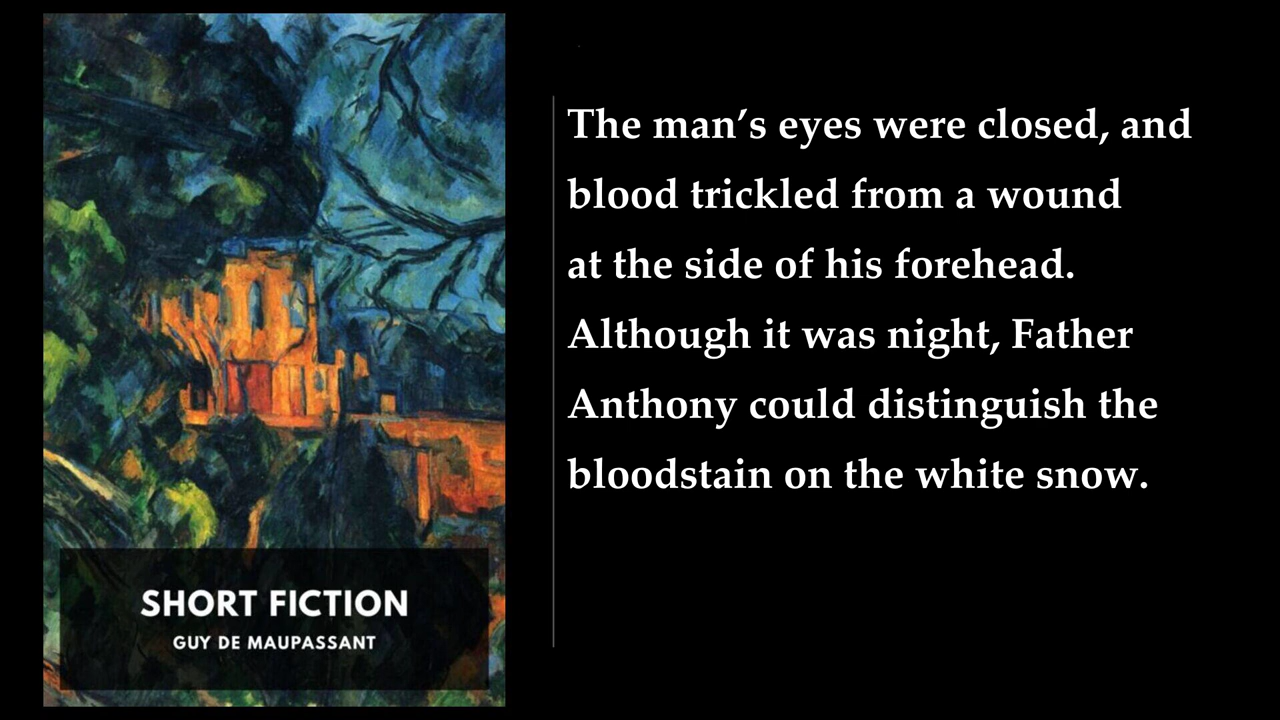 The man’s eyes were closed, and
blood trickled from a wound
at the side of his forehead.
Although it was night, Father
Anthony could distinguish the
bloodstain on the white snow.
SHORT FICTION
GUY DE MAUPASSANT